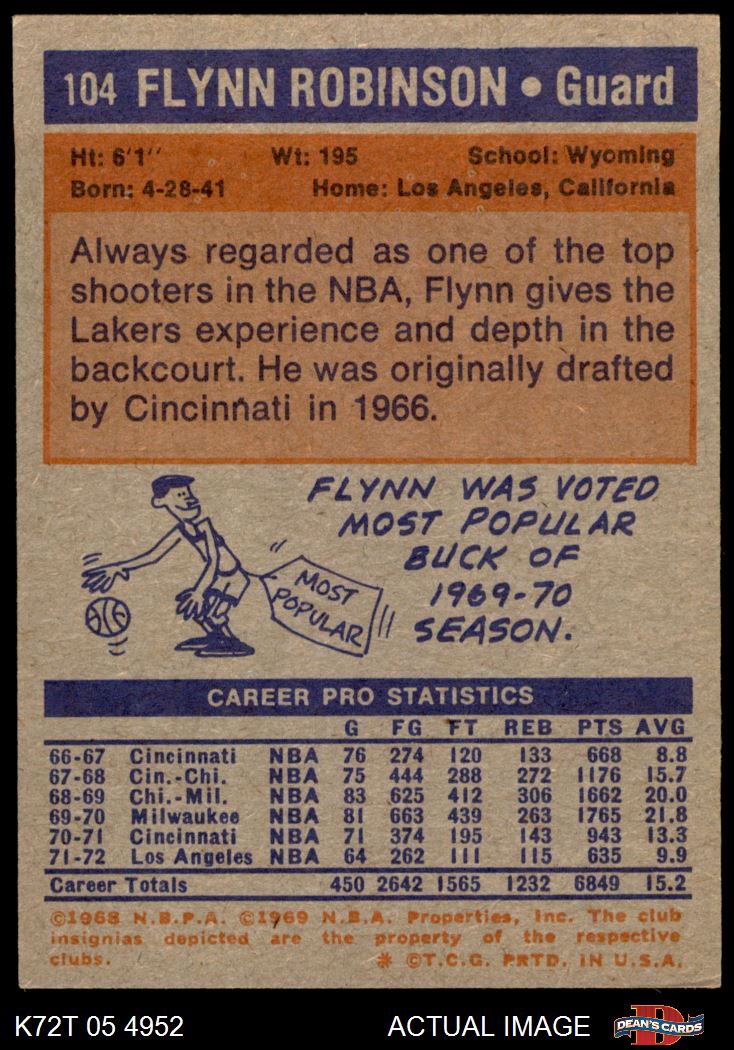 104 FLYNN ROBINSON • Guard
Ht: 6'1'' Wt: 195 School: Wyoming
Born: 4-28-41 Home: Los Angeles, California
Always regarded as one of the top
shooters in the NBA, Flynn gives the
Lakers experience and depth in the
backcourt. He was originally drafted
by Cincinnati in 1966.
FLYNN WAS VOTED
MOST POPULAR
BUCK OF
1969-70
SEASON.
MOST
POPULAR
CAREER PRO STATISTICS
G FG FT REB PTS AVG
66-67 Cincinnati NBA 76 274 120 133 668 8.8
67-68 Cin.-Chi. NBA 75 444 288 272 1176 15.7
68-69 Chi.-Mil. NBA 83 625 412 306 1662 20.0
69-70 Milwaukee NBA 81 663 439 263 1765 21.8
70-71 Cincinnati NBA 71 374 195 143 943 13.3
71-72 Los Angeles NBA 64 262 111 115 635 9.9
Career Totals 450 2642 1565 1232 6849 15.2
©1968 N.B.P.A. ©1969 N.B.A. Properties, Inc. The club
insignias depicted are the property of the respective
clubs. * ©T.C.G. PRTD. IN U.S.A.
K72T 05 4952 ACTUAL IMAGE D DEAN'S CARDS